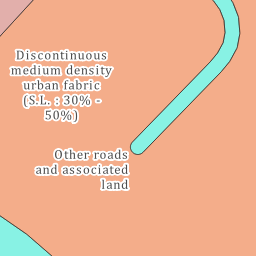 Discontinuous
medium density
urban fabric
(S.L. : 30% -
50%)
Other roads
and associated
land